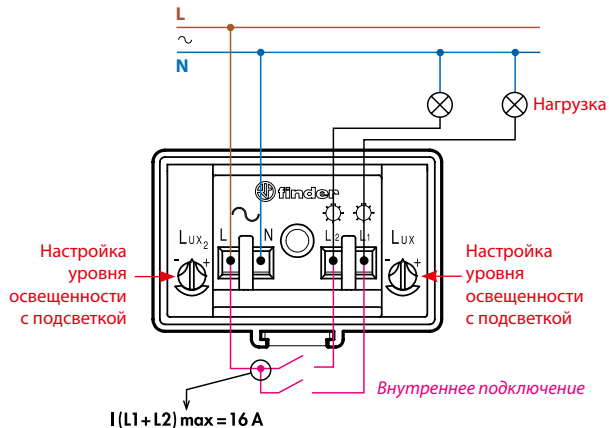 L
~
N
Нагрузка
finder
~
Lux₂
L N
L₂ L₁
Lux
- +
- +
Настройка
уровня
освещенности
с подсветкой
Настройка
уровня
освещенности
с подсветкой
Внутреннее подключение
I (L1+L2) max = 16 A